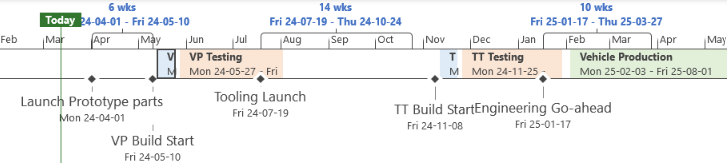 6 wks
14 wks
10 wks
Today
24-04-01 - Fri 24-05-10
Fri 24-07-19 - Thu 24-10-24
Fri 25-01-17 - Thu 25-03-27
Feb Mar Apr May Jun Jul Aug Sep Oct Nov Dec Jan Feb Mar Apr May
V VP Testing T TT Testing Vehicle Production
M Mon 24-05-27 - Fri M Mon 24-11-25 - Mon 25-02-03 - Fri 25-08-01
Launch Prototype parts
Mon 24-04-01
VP Build Start
Fri 24-05-10
Tooling Launch
Fri 24-07-19
TT Build Start
Fri 24-11-08
Engineering Go-ahead
Fri 25-01-17